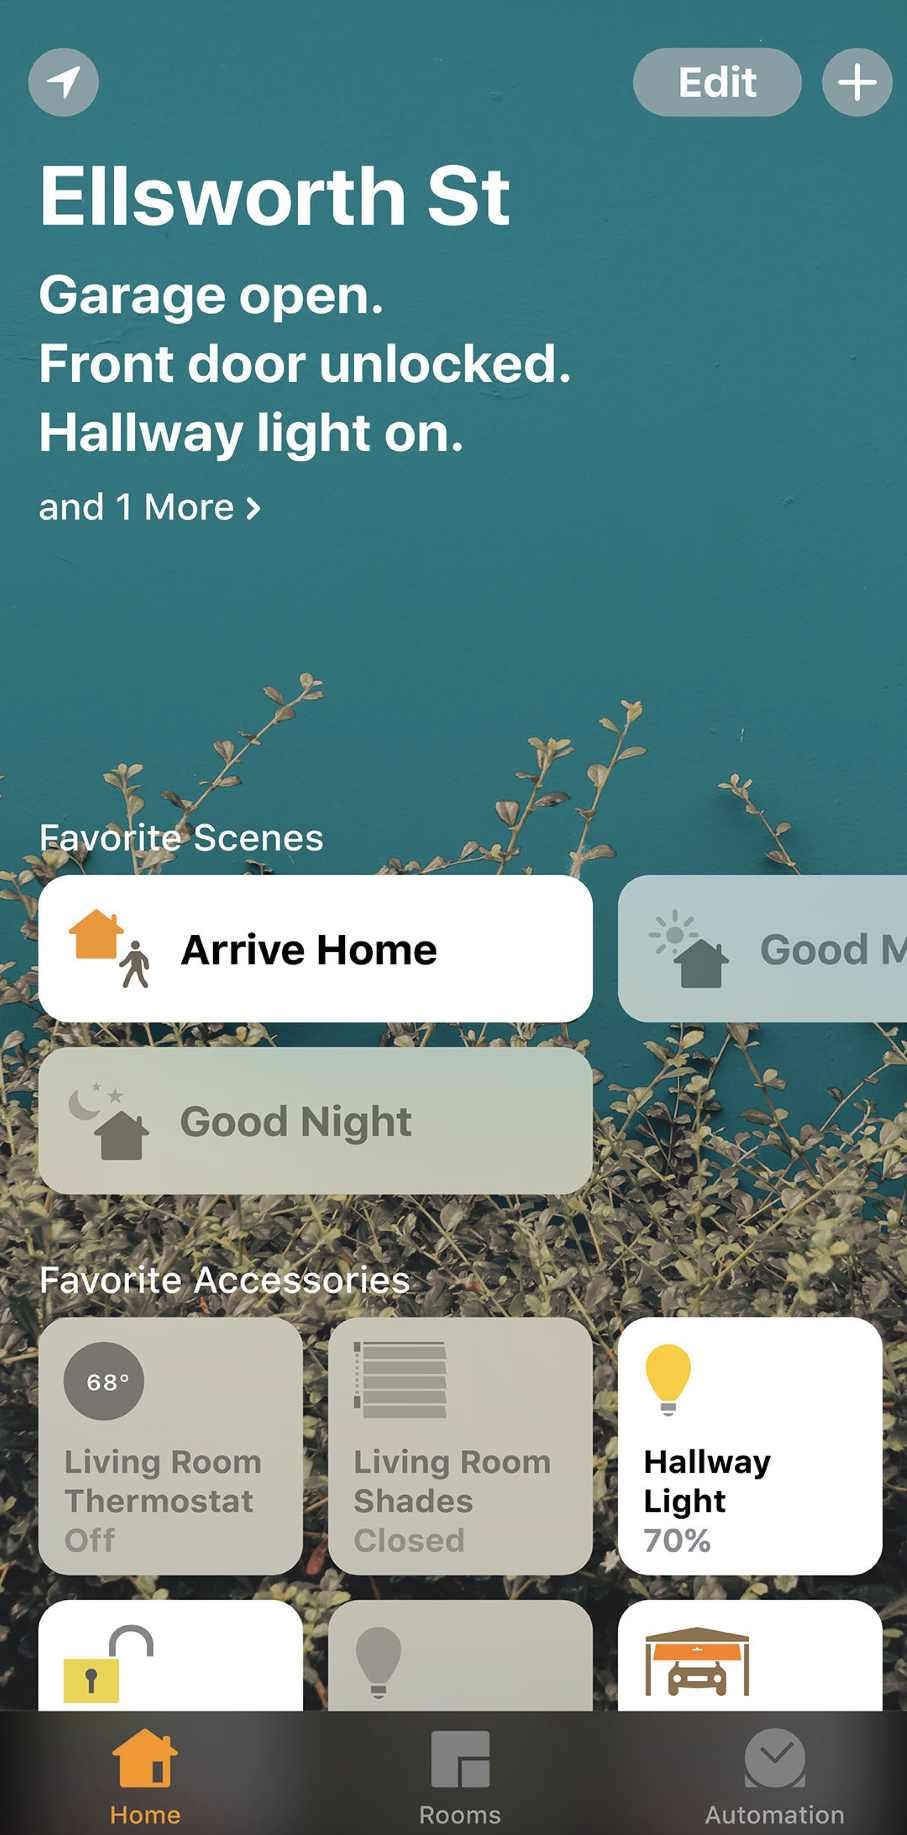 Edit
Ellsworth St
Garage open.
Front door unlocked.
Hallway light on.
and 1 More
Favorite Scenes
Arrive Home
Good M
Good Night
Favorite Accessories
68°
Living Room
Thermostat
Off
Living Room
Shades
Closed
Hallway
Light
70%
Home
Rooms
Automation